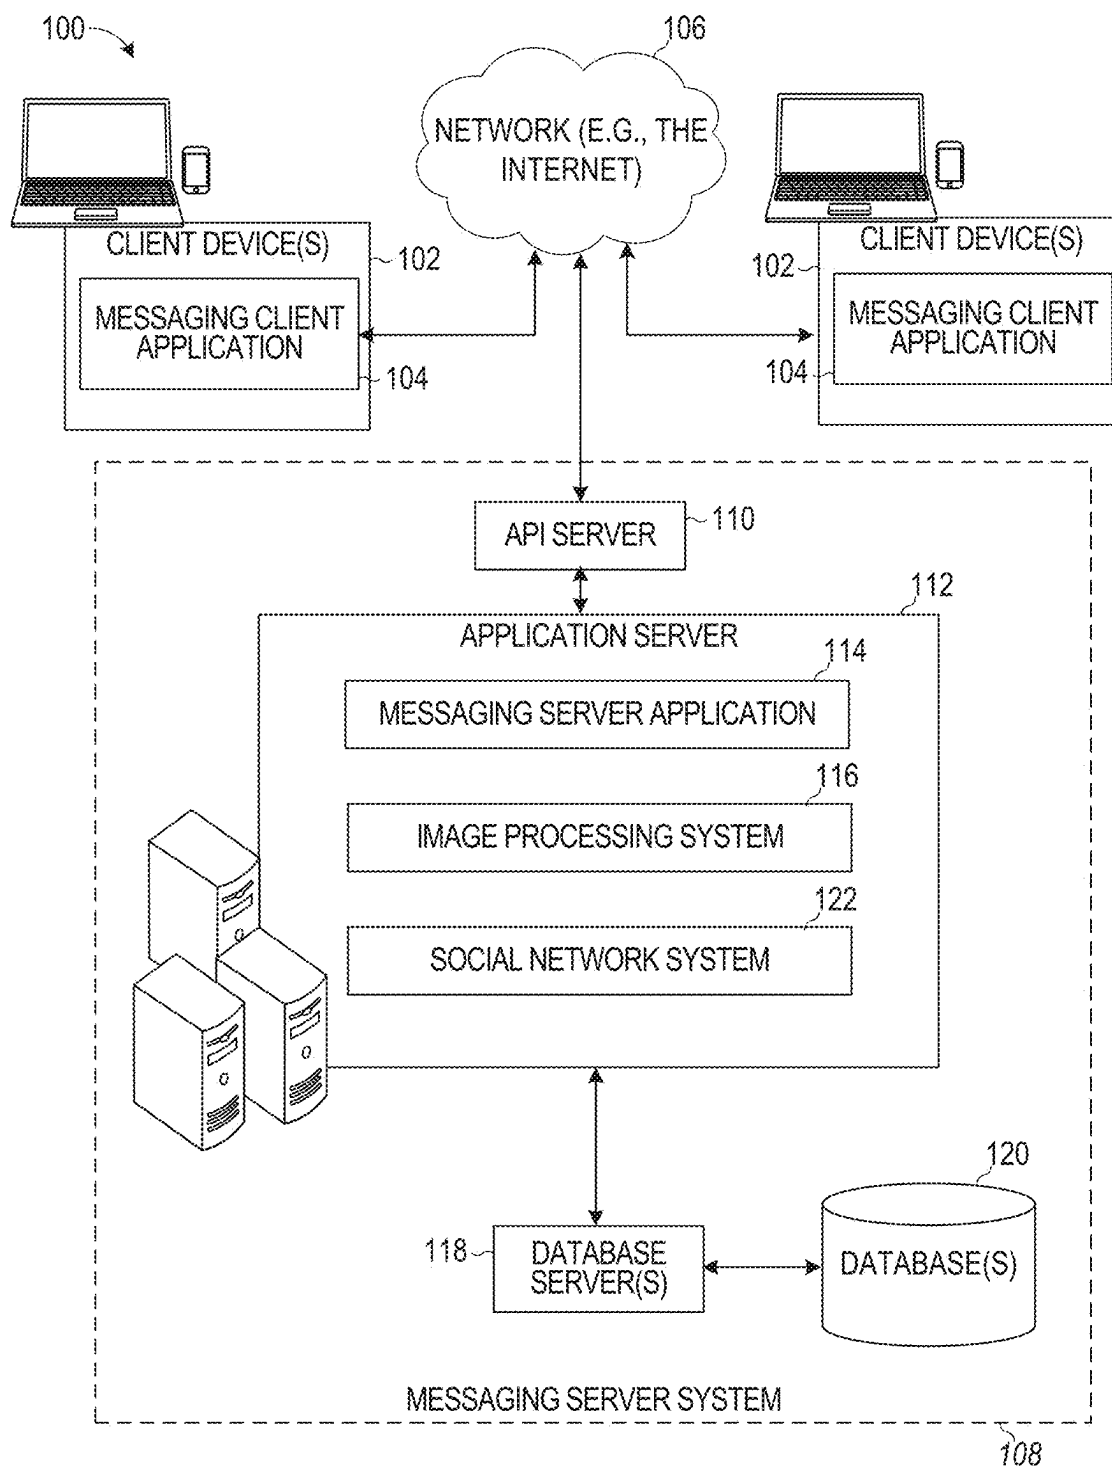 100
106
NETWORK (E.G., THE
INTERNET)
CLIENT DEVICE(S)
102
MESSAGING CLIENT
APPLICATION
104
CLIENT DEVICE(S)
102
MESSAGING CLIENT
APPLICATION
104
API SERVER
110
112
APPLICATION SERVER
114
MESSAGING SERVER APPLICATION
116
IMAGE PROCESSING SYSTEM
122
SOCIAL NETWORK SYSTEM
118
DATABASE
SERVER(S)
120
DATABASE(S)
MESSAGING SERVER SYSTEM
108